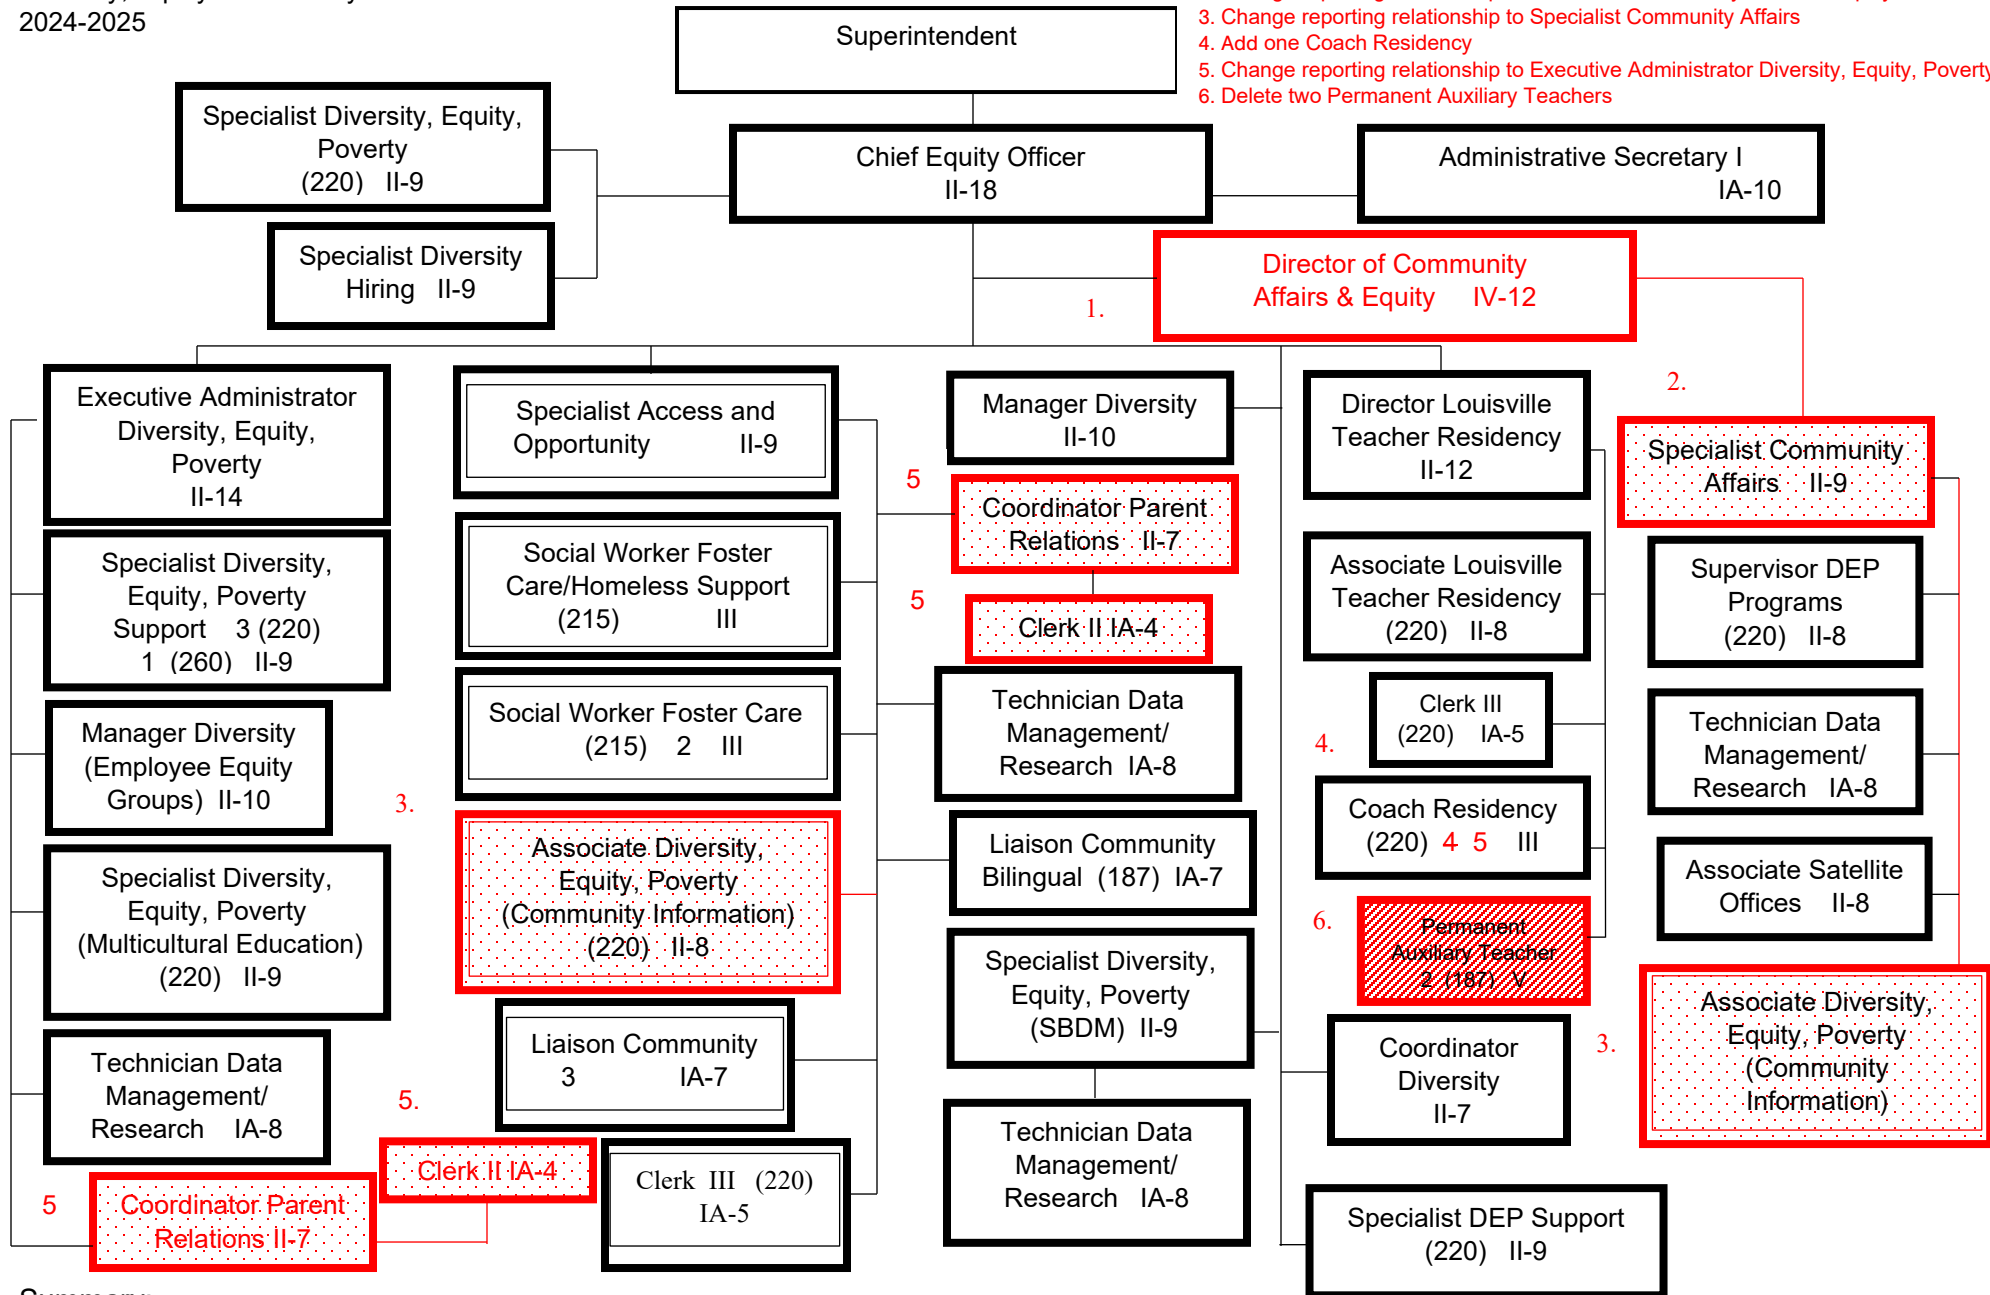 2024-2025
3. Change reporting relationship to Specialist Community Affairs
4. Add one Coach Residency
5. Change reporting relationship to Executive Administrator Diversity, Equity, Poverty
6. Delete two Permanent Auxiliary Teachers
Superintendent
Specialist Diversity, Equity,
Poverty
(220) II-9
Chief Equity Officer
II-18
Administrative Secretary I
IA-10
Specialist Diversity
Hiring II-9
1.
Director of Community
Affairs & Equity IV-12
Executive Administrator
Diversity, Equity,
Poverty
II-14
Specialist Diversity,
Equity, Poverty
Support 3 (220)
1 (260) II-9
Manager Diversity
(Employee Equity
Groups) II-10
Specialist Diversity,
Equity, Poverty
(Multicultural Education)
(220) II-9
Technician Data
Management/
Research IA-8
5
Coordinator Parent
Relations II-7
5.
Clerk II IA-4
Specialist Access and
Opportunity II-9
Social Worker Foster
Care/Homeless Support
(215) III
Social Worker Foster Care
(215) 2 III
3.
Associate Diversity,
Equity, Poverty
(Community Information)
(220) II-8
Liaison Community
3 IA-7
Clerk III (220)
IA-5
Manager Diversity
II-10
5
Coordinator Parent
Relations II-7
5
Clerk II IA-4
Technician Data
Management/
Research IA-8
Liaison Community
Bilingual (187) IA-7
Specialist Diversity,
Equity, Poverty
(SBDM) II-9
Technician Data
Management/
Research IA-8
Director Louisville
Teacher Residency
II-12
Associate Louisville
Teacher Residency
(220) II-8
Clerk III
(220) IA-5
4.
Coach Residency
(220) 4 5 III
6.
Permanent
Auxiliary Teacher
2 (187) V
Coordinator
Diversity
II-7
Specialist DEP Support
(220) II-9
2.
Specialist Community
Affairs II-9
Supervisor DEP
Programs
(220) II-8
Technician Data
Management/
Research IA-8
Associate Satellite
Offices II-8
3.
Associate Diversity,
Equity, Poverty
(Community
Information)